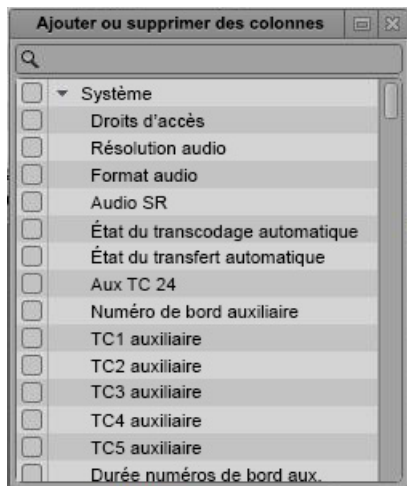 Ajouter ou supprimer des colonnes
Système
Droits d'accès
Résolution audio
Format audio
Audio SR
État du transcodage automatique
État du transfert automatique
Aux TC 24
Numéro de bord auxiliaire
TC1 auxiliaire
TC2 auxiliaire
TC3 auxiliaire
TC4 auxiliaire
TC5 auxiliaire
Durée numéros de bord aux.